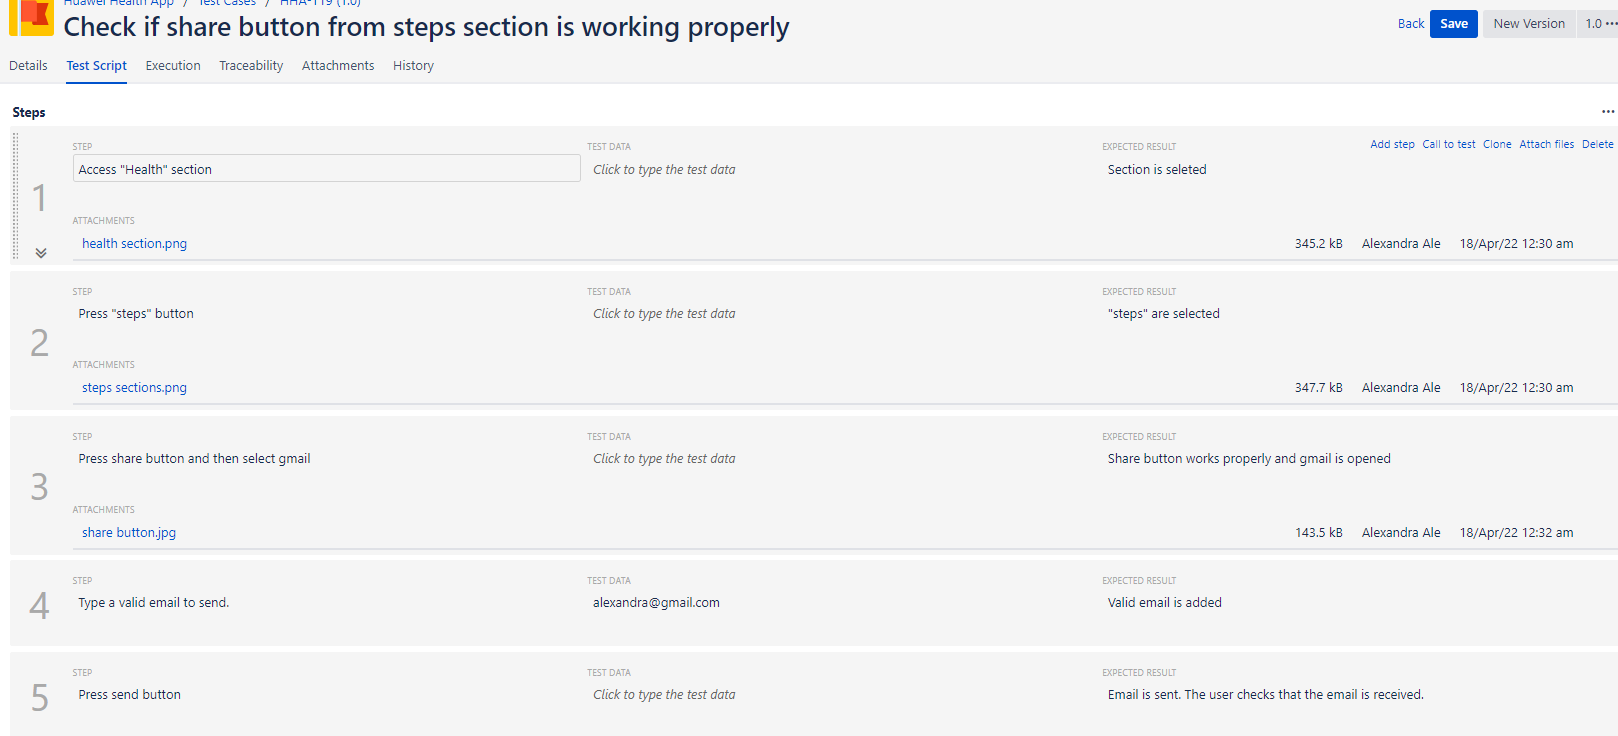 Huawei Health App / Test Cases / HHA-119 (1.0)
Check if share button from steps section is working properly
Back Save New Version 1.0 •••
Details Test Script Execution Traceability Attachments History
Steps •••
STEP TEST DATA EXPECTED RESULT Add step Call to test Clone Attach files Delete
1 Access "Health" section Click to type the test data Section is seleted
ATTACHMENTS
health section.png 345.2 kB Alexandra Ale 18/Apr/22 12:30 am
STEP TEST DATA EXPECTED RESULT
2 Press "steps" button Click to type the test data "steps" are selected
ATTACHMENTS
steps sections.png 347.7 kB Alexandra Ale 18/Apr/22 12:30 am
STEP TEST DATA EXPECTED RESULT
3 Press share button and then select gmail Click to type the test data Share button works properly and gmail is opened
ATTACHMENTS
share button.jpg 143.5 kB Alexandra Ale 18/Apr/22 12:32 am
STEP TEST DATA EXPECTED RESULT
4 Type a valid email to send. alexandra@gmail.com Valid email is added
STEP TEST DATA EXPECTED RESULT
5 Press send button Click to type the test data Email is sent. The user checks that the email is received.